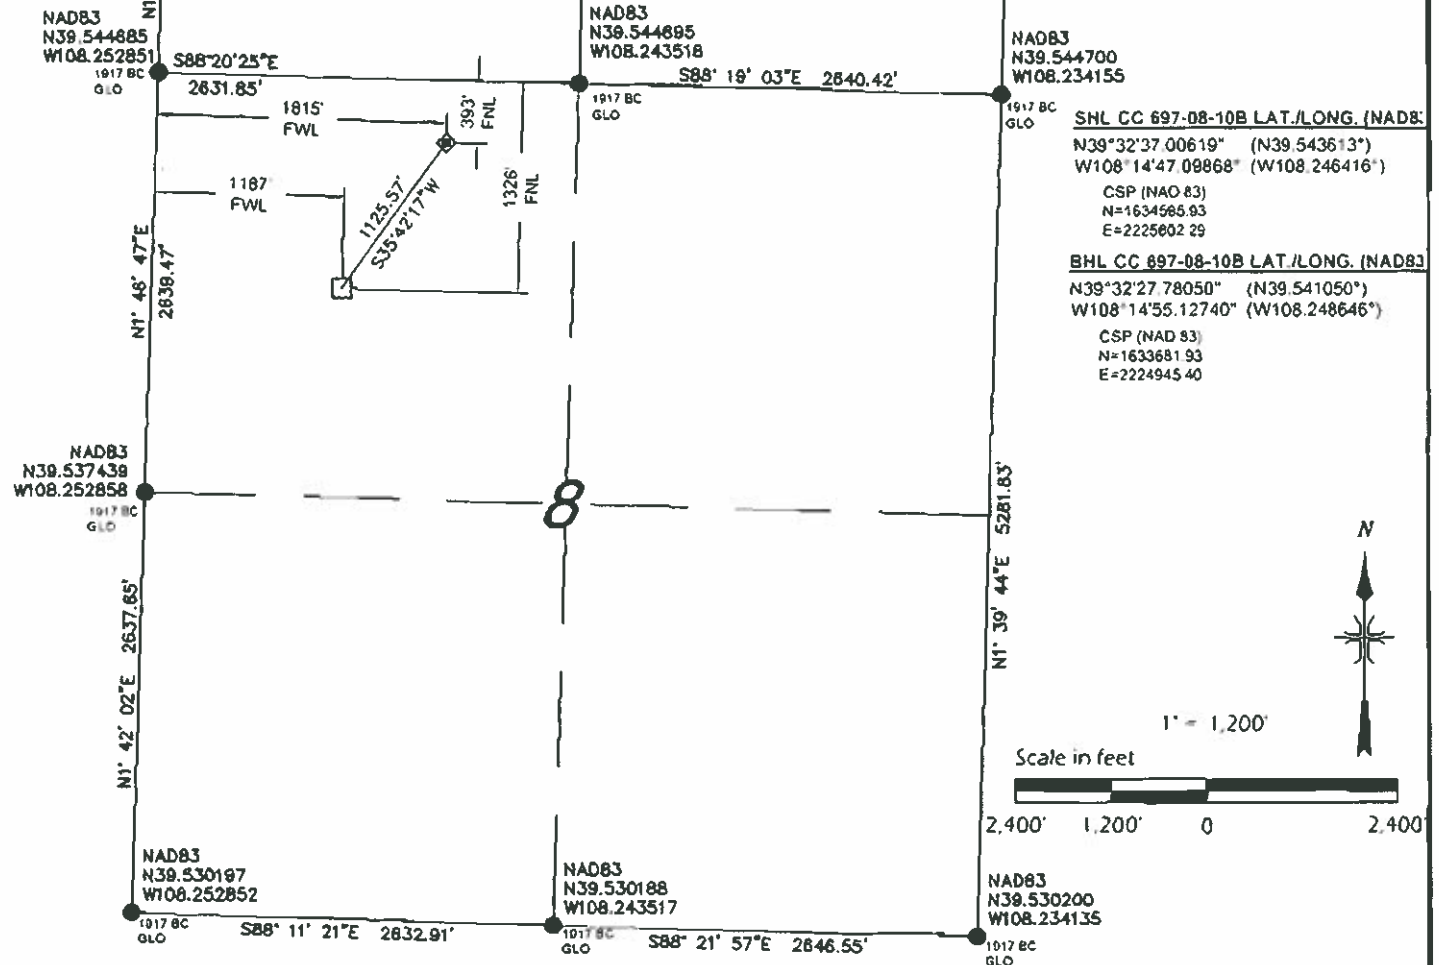 N1
NAD83
N39.544685
W108.252851
1917 BC
GLO
S88°20'25"E
2631.85'
NAD83
N39.544695
W108.243518
1917 BC
GLO
S88° 19' 03"E 2640.42'
NAD83
N39.544700
W108.234155
1917 BC
GLO
1815'
FWL
393'
FNL
1187'
FWL
1326'
FNL
1125.57'
S35°42'17"W
SHL CC 697-08-10B LAT./LONG. (NAD83
N39°32'37.00619" (N39.543613°)
W108°14'47.09868" (W108.246416°)
CSP (NAD 83)
N=1634585.93
E=2225602.29
BHL CC 697-08-10B LAT./LONG. (NAD83
N39°32'27.78050" (N39.541050°)
W108°14'55.12740" (W108.248646°)
CSP (NAD 83)
N=1633681.93
E=2224945.40
N1° 46' 47"E
2639.47'
NAD83
N39.537439
W108.252858
1917 BC
GLO
8
N1° 39' 44"E 5281.83'
N1° 42' 02"E 2637.65'
N
1" = 1,200'
Scale in feet
2,400' 1,200' 0 2,400'
NAD83
N39.530197
W108.252852
1917 BC
GLO
S88° 11' 21"E 2632.91'
NAD83
N39.530188
W108.243517
1917 BC
GLO
S88° 21' 57"E 2646.55'
NAD83
N39.530200
W108.234135
1917 BC
GLO